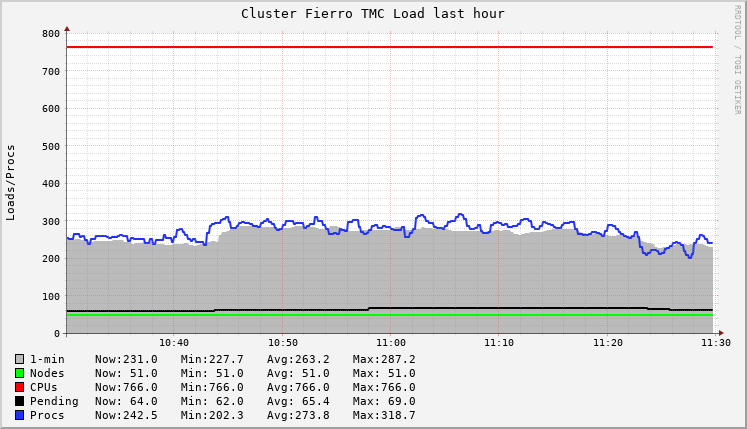 Cluster Fierro TMC Load last hour
RRDTOOL / TOBI OETIKER
Loads/Procs
800
700
600
500
400
300
200
100
0
10:40 10:50 11:00 11:10 11:20 11:30
1-min Now:231.0 Min:227.7 Avg:263.2 Max:287.2
Nodes Now: 51.0 Min: 51.0 Avg: 51.0 Max: 51.0
CPUs Now:766.0 Min:766.0 Avg:766.0 Max:766.0
Pending Now: 64.0 Min: 62.0 Avg: 65.4 Max: 69.0
Procs Now:242.5 Min:202.3 Avg:273.8 Max:318.7